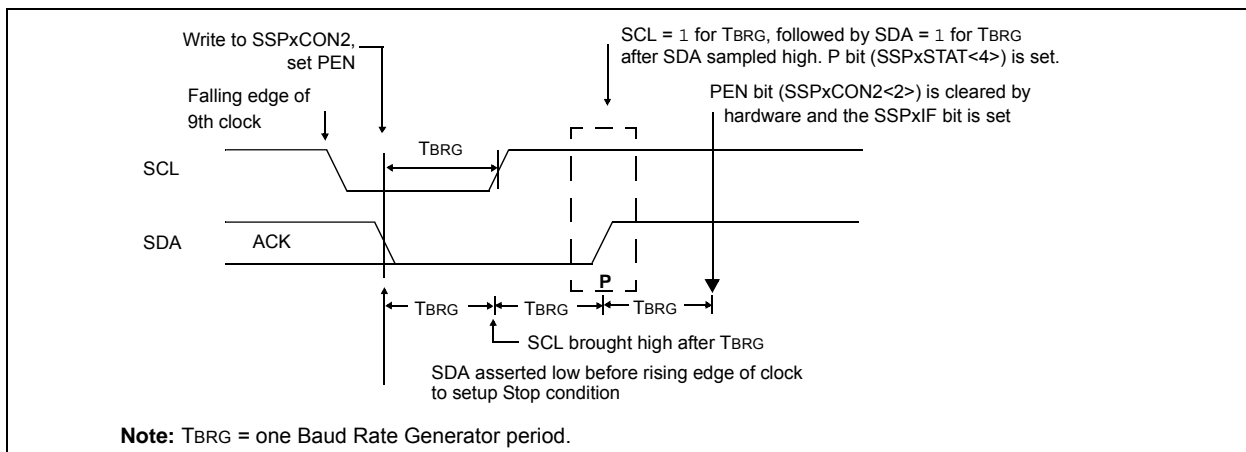 Write to SSPxCON2,
set PEN
SCL = 1 for TBRG, followed by SDA = 1 for TBRG
after SDA sampled high. P bit (SSPxSTAT<4>) is set.
Falling edge of
9th clock
PEN bit (SSPxCON2<2>) is cleared by
hardware and the SSPxIF bit is set
TBRG
SCL
SDA
ACK
P
TBRG
TBRG
TBRG
SCL brought high after TBRG
SDA asserted low before rising edge of clock
to setup Stop condition
Note: TBRG = one Baud Rate Generator period.